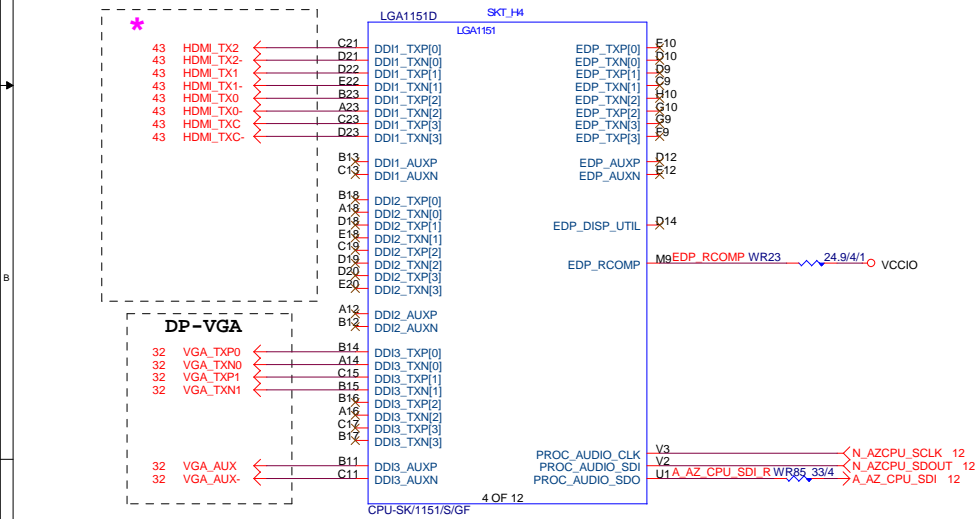 LGA1151D SKT_H4
LGA1151
*
43 HDMI_TX2 C21 DDI1_TXP[0] EDP_TXP[0] E10
43 HDMI_TX2- D21 DDI1_TXN[0] EDP_TXN[0] D10
43 HDMI_TX1 D22 DDI1_TXP[1] EDP_TXP[1] D9
43 HDMI_TX1- E22 DDI1_TXN[1] EDP_TXN[1] C9
43 HDMI_TX0 B23 DDI1_TXP[2] EDP_TXN[2] H10
43 HDMI_TX0- A23 DDI1_TXN[2] EDP_TXP[2] G10
43 HDMI_TXC C23 DDI1_TXP[3] EDP_TXN[3] G9
43 HDMI_TXC- D23 DDI1_TXN[3] EDP_TXP[3] F9
B13 DDI1_AUXP EDP_AUXP D12
C13 DDI1_AUXN EDP_AUXN E12
B18 DDI2_TXP[0]
A18 DDI2_TXN[0]
D18 DDI2_TXP[1] EDP_DISP_UTIL D14
E18 DDI2_TXN[1]
C19 DDI2_TXP[2]
D19 DDI2_TXN[2] EDP_RCOMP M9 EDP_RCOMP WR23 24.9/4/1 VCCIO
D20 DDI2_TXP[3]
E20 DDI2_TXN[3]
B
A12 DDI2_AUXP
B12 DDI2_AUXN
DP-VGA
32 VGA_TXP0 B14 DDI3_TXP[0]
32 VGA_TXN0 A14 DDI3_TXN[0]
32 VGA_TXP1 C15 DDI3_TXP[1]
32 VGA_TXN1 B15 DDI3_TXN[1]
B16 DDI3_TXP[2]
A16 DDI3_TXN[2]
C17 DDI3_TXP[3]
B17 DDI3_TXN[3]
PROC_AUDIO_CLK V3 N_AZCPU_SCLK 12
32 VGA_AUX B11 DDI3_AUXP PROC_AUDIO_SDI V2 N_AZCPU_SDOUT 12
32 VGA_AUX- C11 DDI3_AUXN PROC_AUDIO_SDO U1 A_AZ_CPU_SDI_R WR85 33/4 A_AZ_CPU_SDI 12
4 OF 12
CPU-SK/1151/S/GF